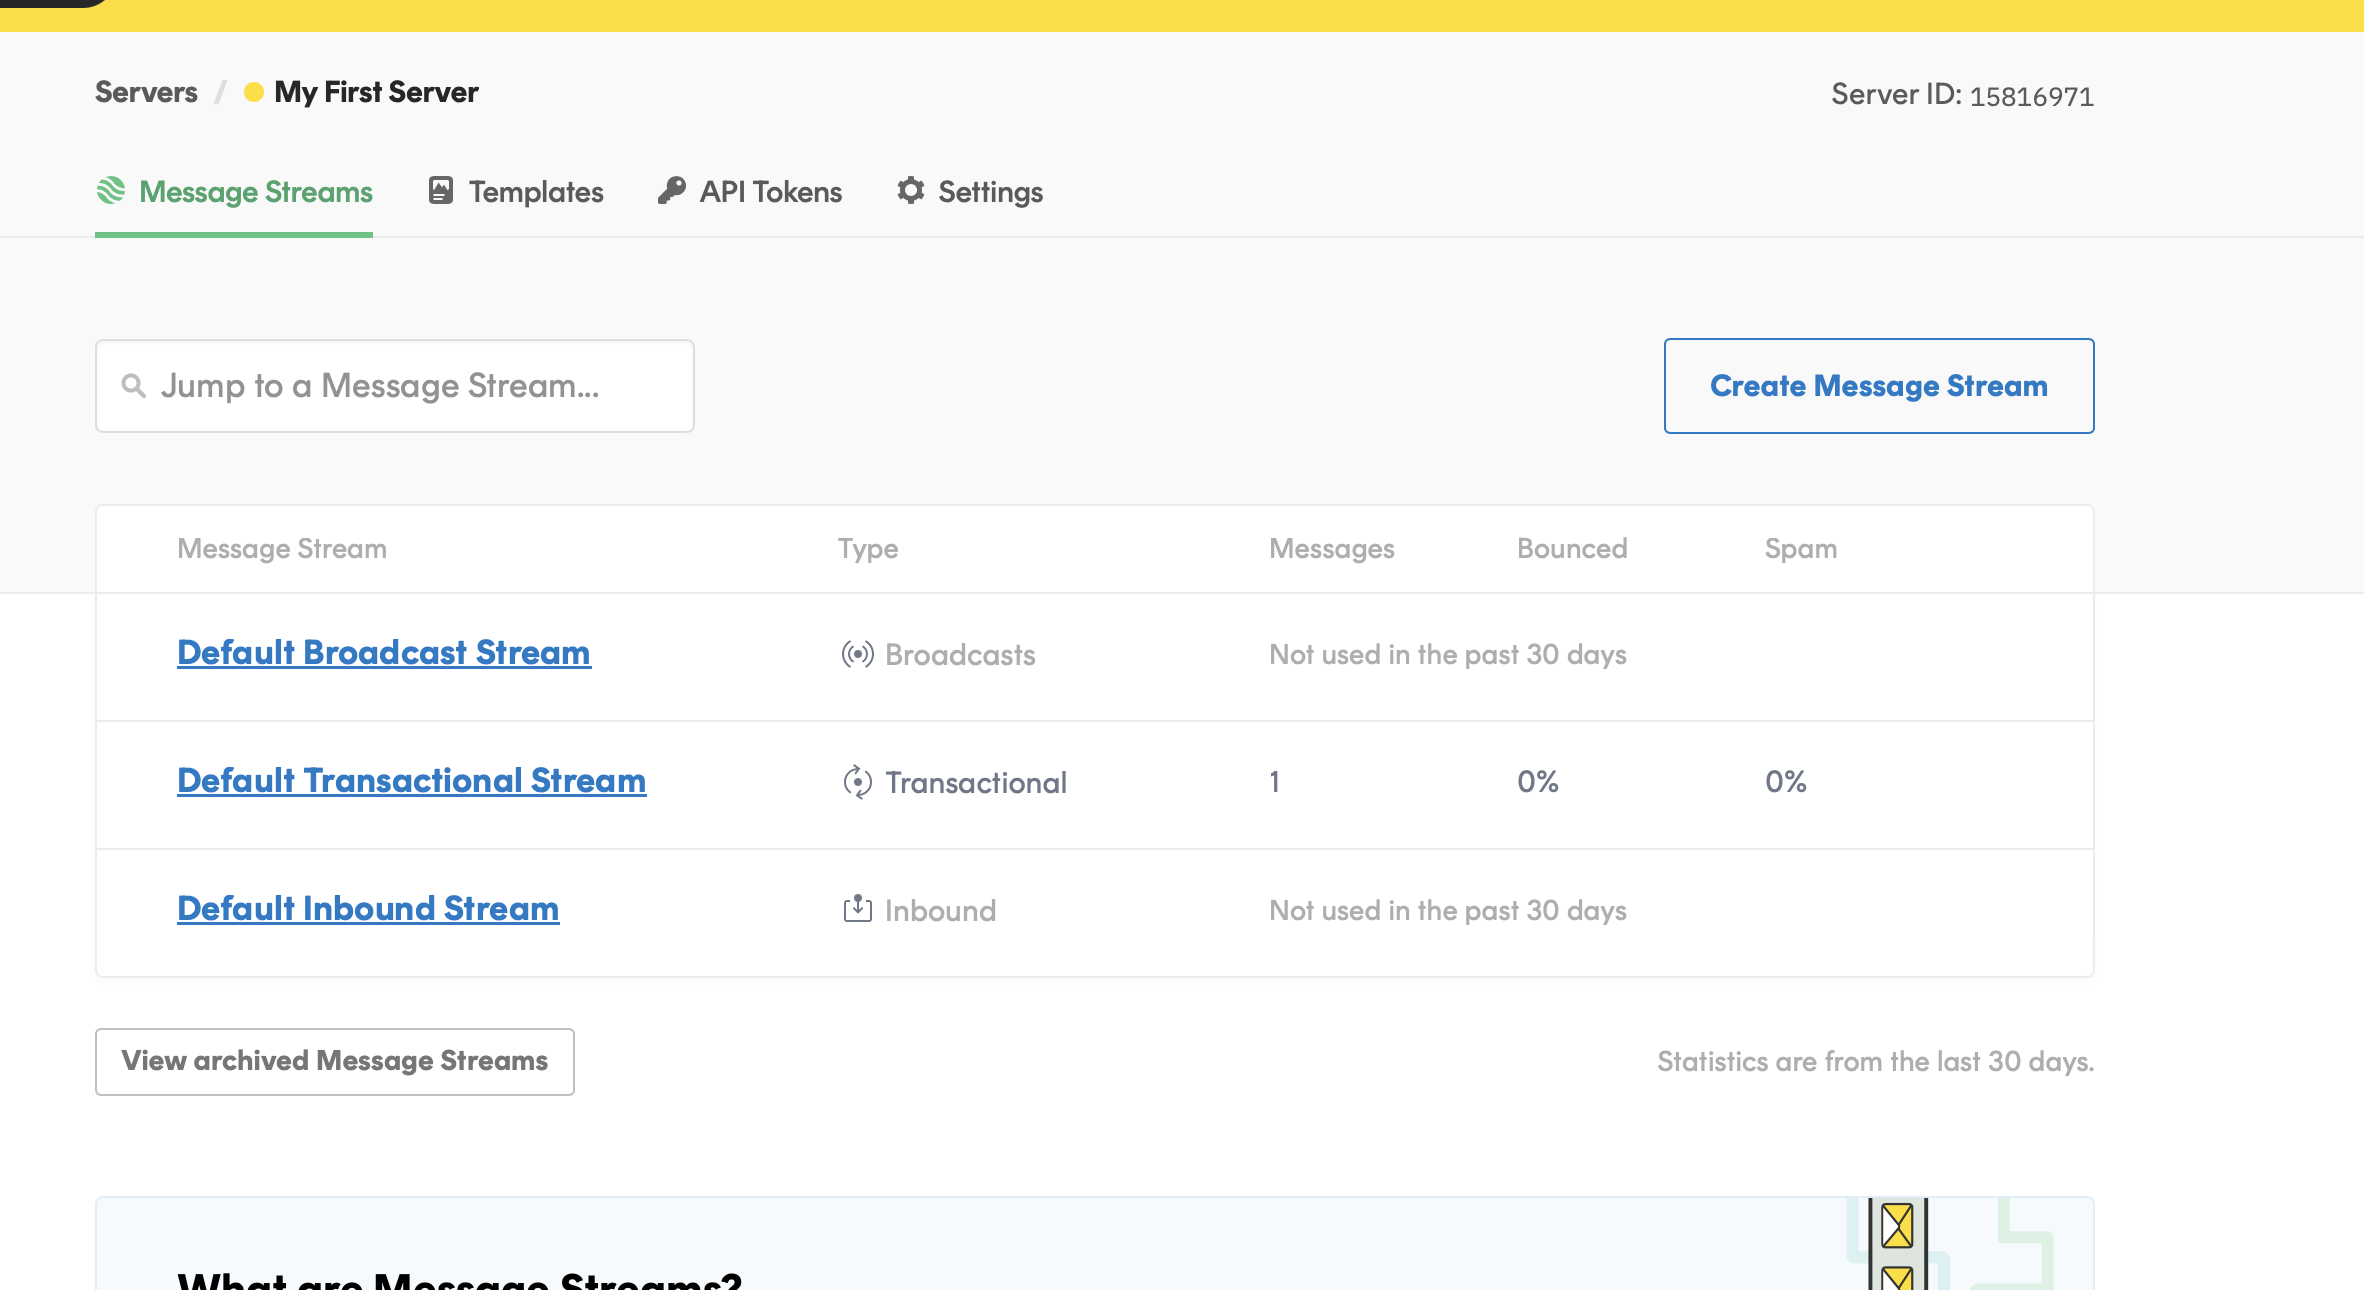 Servers / My First Server
Server ID: 15816971
Message Streams
Templates
API Tokens
Settings
Jump to a Message Stream...
Create Message Stream
Message Stream Type Messages Bounced Spam
Default Broadcast Stream Broadcasts Not used in the past 30 days
Default Transactional Stream Transactional 1 0% 0%
Default Inbound Stream Inbound Not used in the past 30 days
View archived Message Streams
Statistics are from the last 30 days.
What are Message Streams?